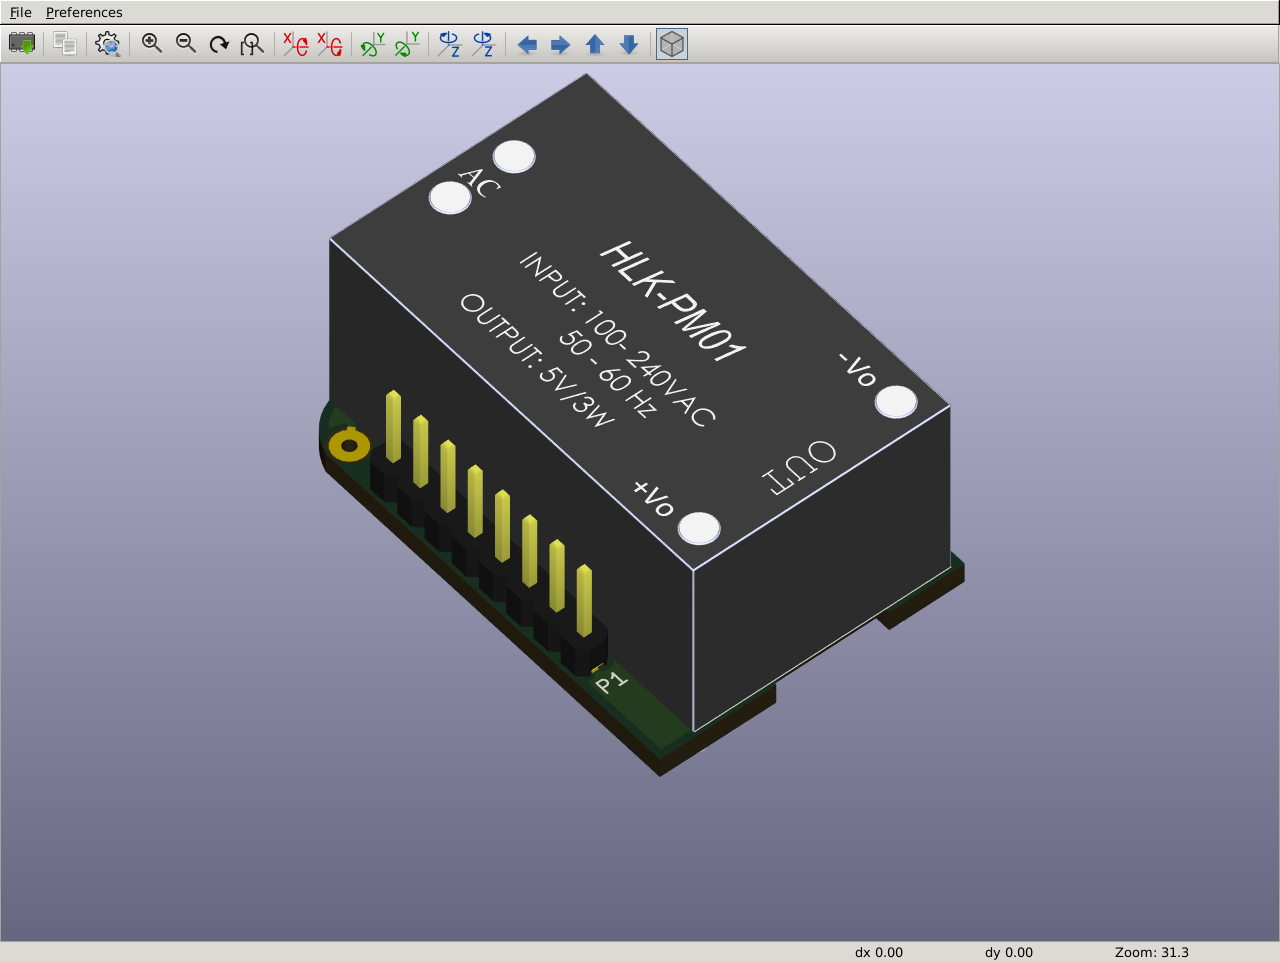 File Preferences
X X Y Y Z Z
AC
HLK-PM01
INPUT: 100- 240VAC
50 - 60 Hz
OUTPUT: 5V/3W
-Vo
+Vo
OUT
P1
dx 0.00 dy 0.00 Zoom: 31.3